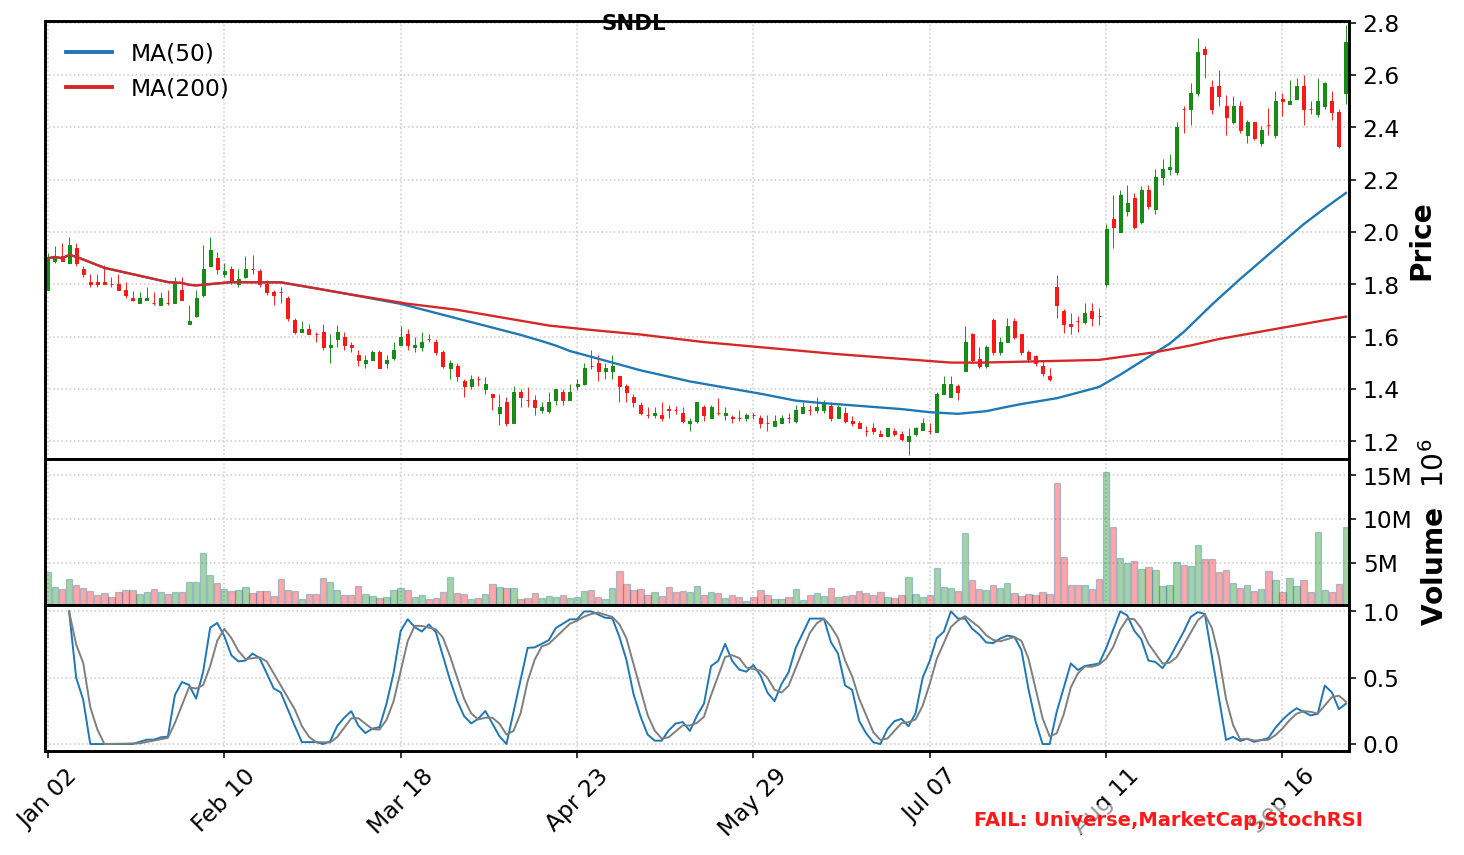 SNDL
MA(50)
MA(200)
2.8
2.6
2.4
2.2
2.0
1.8
1.6
1.4
1.2
Price
15M
10M
5M
Volume 10⁶
1.0
0.5
0.0
Jan 02
Feb 10
Mar 18
Apr 23
May 29
Jul 07
Aug 11
Sep 16
FAIL: Universe,MarketCap,StochRSI